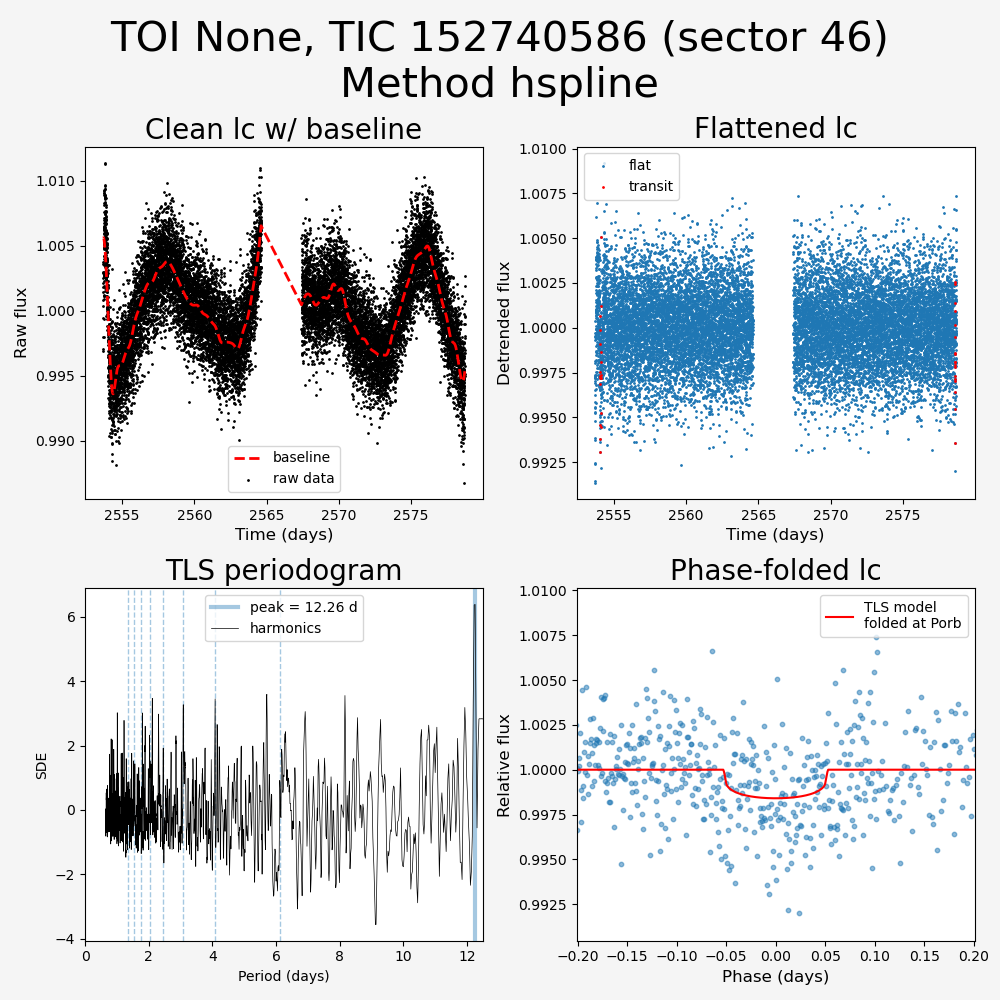 TOI None, TIC 152740586 (sector 46)
Method hspline
Clean lc w/ baseline
1.010
1.005
1.000
0.995
0.990
Raw flux
baseline
raw data
2555
2560
2565
2570
2575
Time (days)
Flattened lc
1.0100
1.0075
1.0050
1.0025
1.0000
0.9975
0.9950
0.9925
Detrended flux
flat
transit
2555
2560
2565
2570
2575
Time (days)
TLS periodogram
6
4
2
0
−2
−4
SDE
peak = 12.26 d
harmonics
0
2
4
6
8
10
12
Period (days)
Phase-folded lc
1.0100
1.0075
1.0050
1.0025
1.0000
0.9975
0.9950
0.9925
Relative flux
TLS model
folded at Porb
−0.20
−0.15
−0.10
−0.05
0.00
0.05
0.10
0.15
0.20
Phase (days)